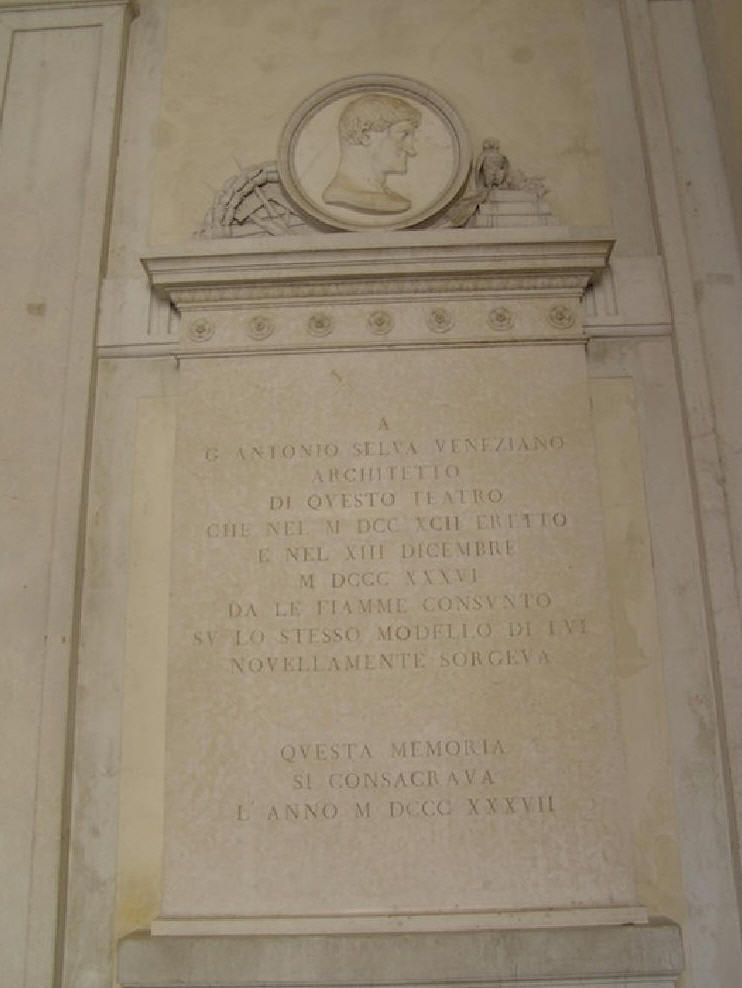 A
G ANTONIO SELVA VENEZIANO
ARCHITETTO
DI QVESTO TEATRO
CHE NEL M DCC XCII ERETTO
E NEL XIII DICEMBRE
M DCCC XXXVI
DA LE FIAMME CONSVNTO
SV LO STESSO MODELLO DI LVI
NOVELLAMENTE SORGEVA
QVESTA MEMORIA
SI CONSACRAVA
L'ANNO M DCCC XXXVII